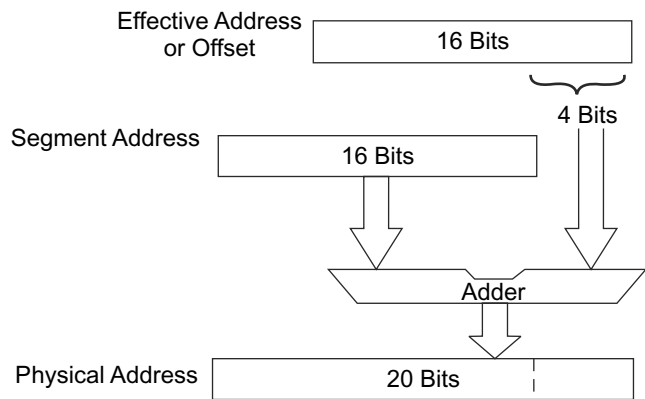 Effective Address
or Offset
16 Bits
4 Bits
Segment Address
16 Bits
Adder
Physical Address
20 Bits